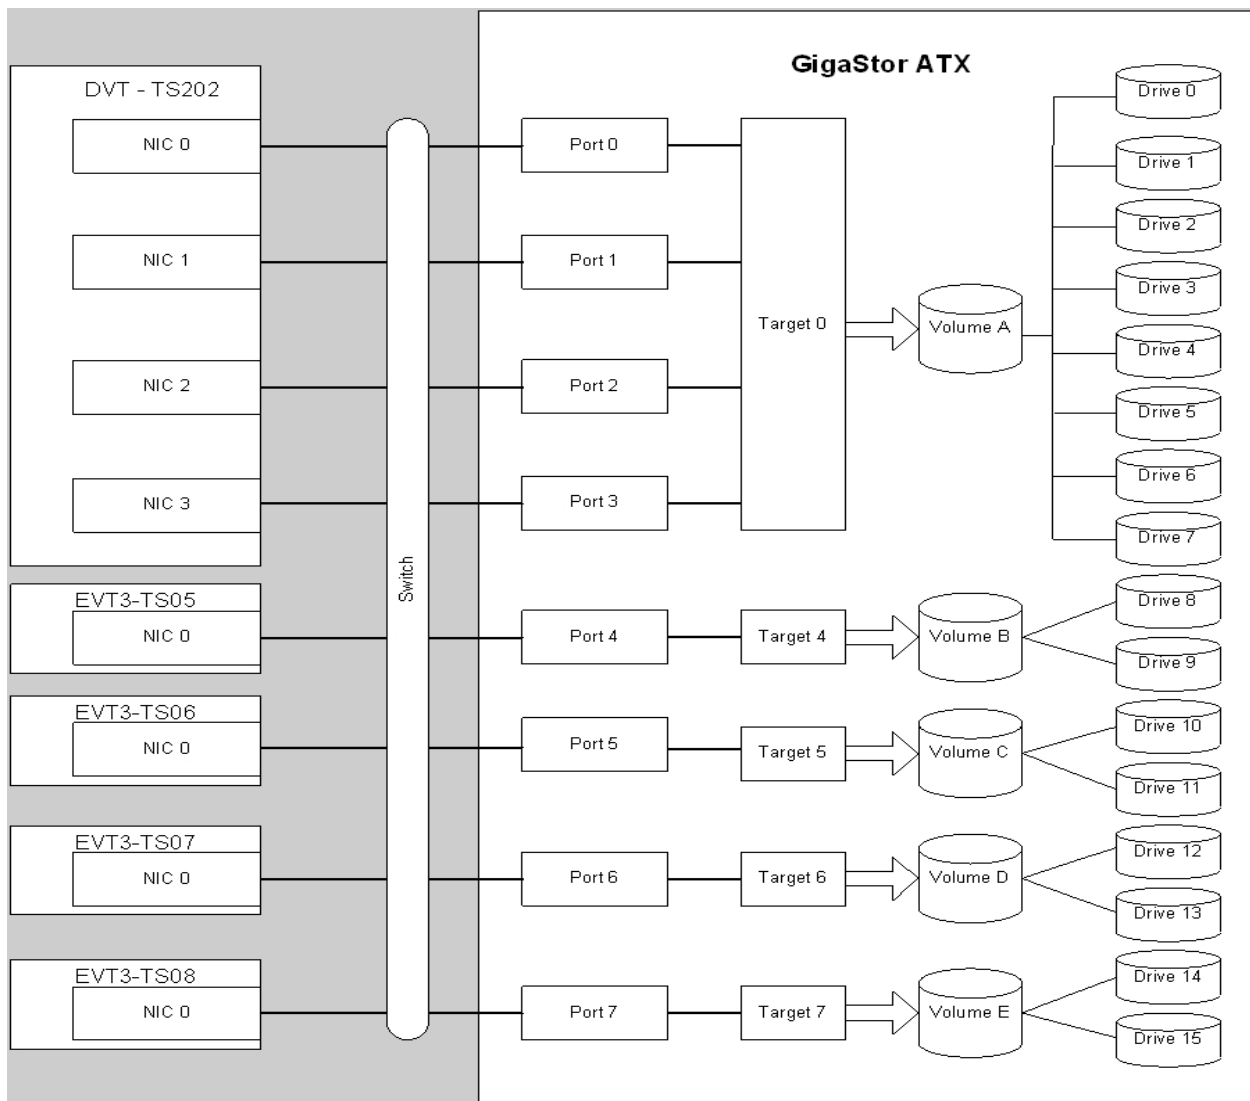 GigaStor ATX
DVT - TS202
NIC 0
NIC 1
NIC 2
NIC 3
EVT3-TS05
NIC 0
EVT3-TS06
NIC 0
EVT3-TS07
NIC 0
EVT3-TS08
NIC 0
Switch
Port 0
Port 1
Port 2
Port 3
Port 4
Port 5
Port 6
Port 7
Target 0
Target 4
Target 5
Target 6
Target 7
Volume A
Volume B
Volume C
Volume D
Volume E
Drive 0
Drive 1
Drive 2
Drive 3
Drive 4
Drive 5
Drive 6
Drive 7
Drive 8
Drive 9
Drive 10
Drive 11
Drive 12
Drive 13
Drive 14
Drive 15